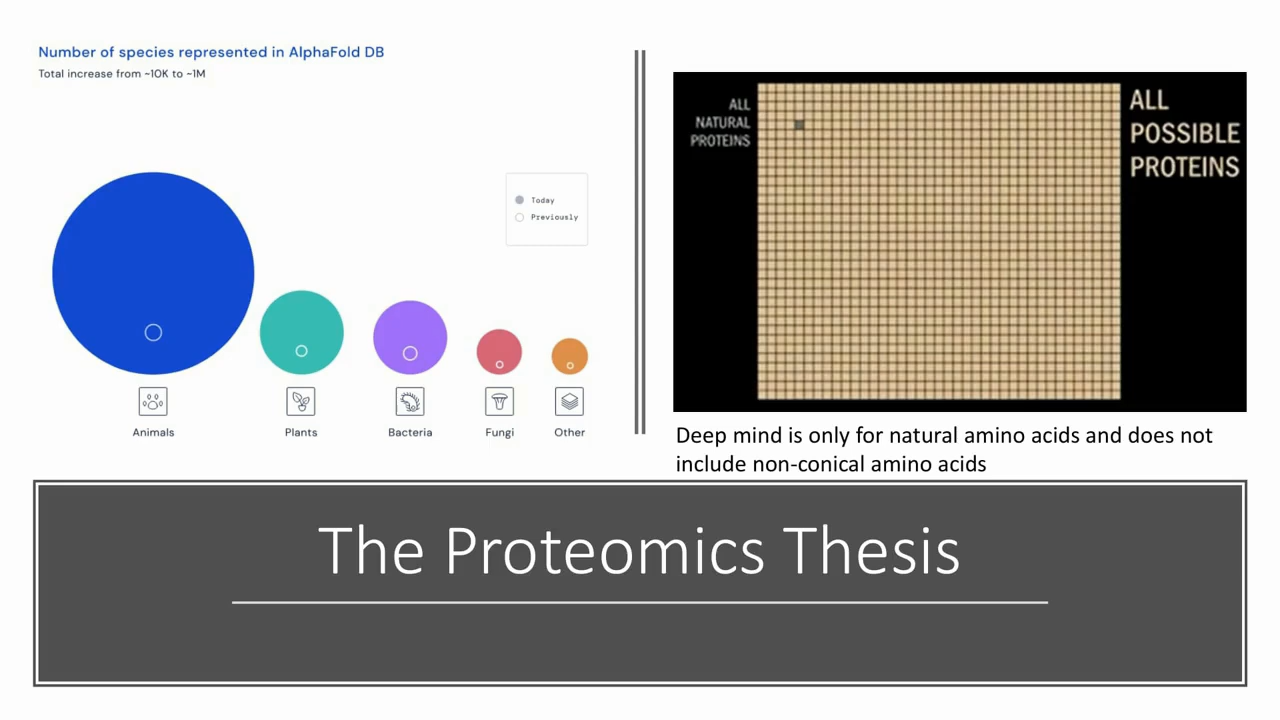 Number of species represented in AlphaFold DB
Total increase from ~10K to ~1M
Today
Previously
Animals
Plants
Bacteria
Fungi
Other
ALL
NATURAL
PROTEINS
ALL
POSSIBLE
PROTEINS
Deep mind is only for natural amino acids and does not
include non-conical amino acids
The Proteomics Thesis